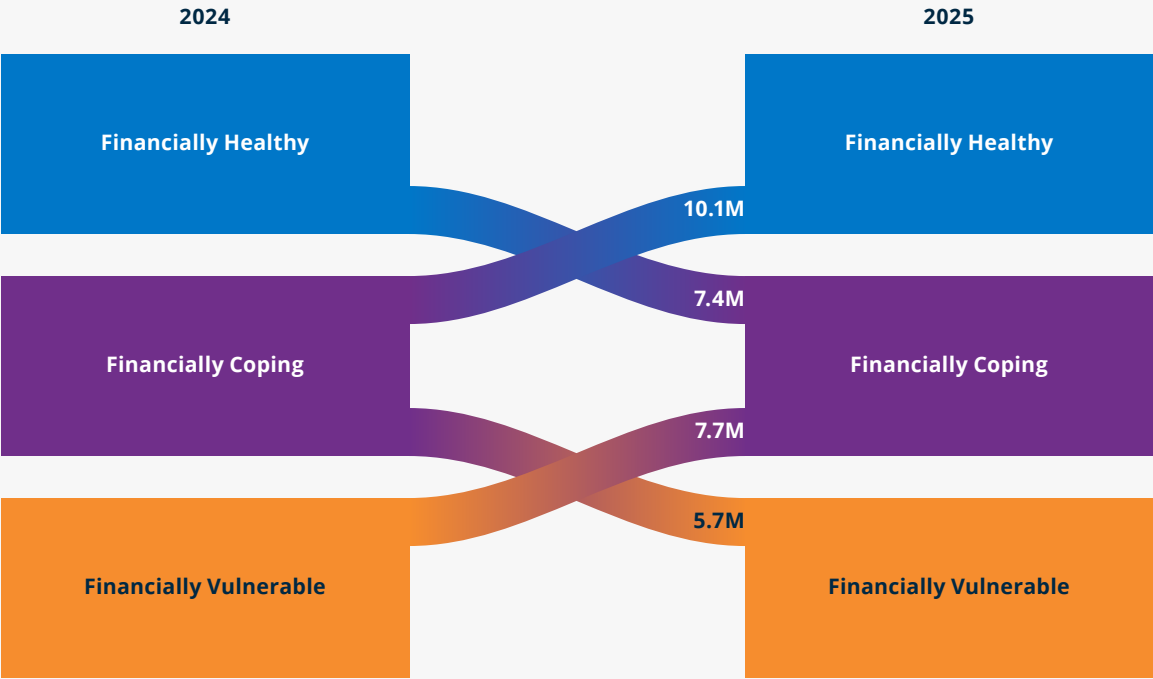 2024
2025
Financially Healthy
Financially Healthy
10.1M
7.4M
Financially Coping
Financially Coping
7.7M
5.7M
Financially Vulnerable
Financially Vulnerable